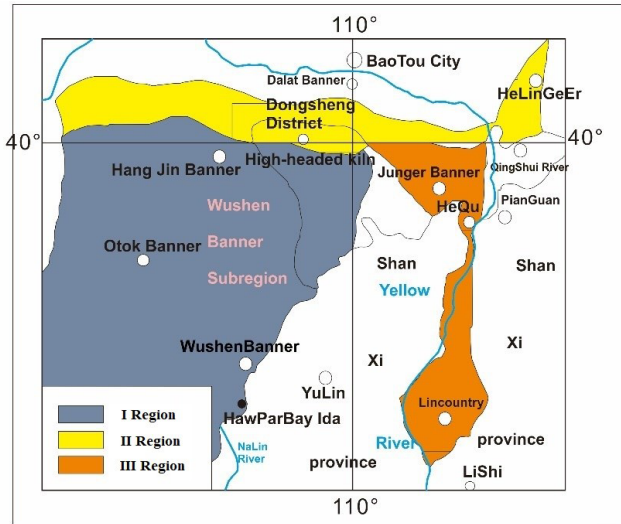 110°
BaoTou City
Dalat Banner
HeLinGeEr
Dongsheng
District
40°
40°
High-headed kiln
QingShui River
Hang Jin Banner
Junger Banner
PianGuan
HeQu
Wushen
Banner
Subregion
Otok Banner
Shan
Shan
Yellow
WushenBanner
Xi
Xi
YuLin
I Region
HawParBay Ida
Lincountry
II Region
River
province
NaLin
River
III Region
province
LiShi
110°